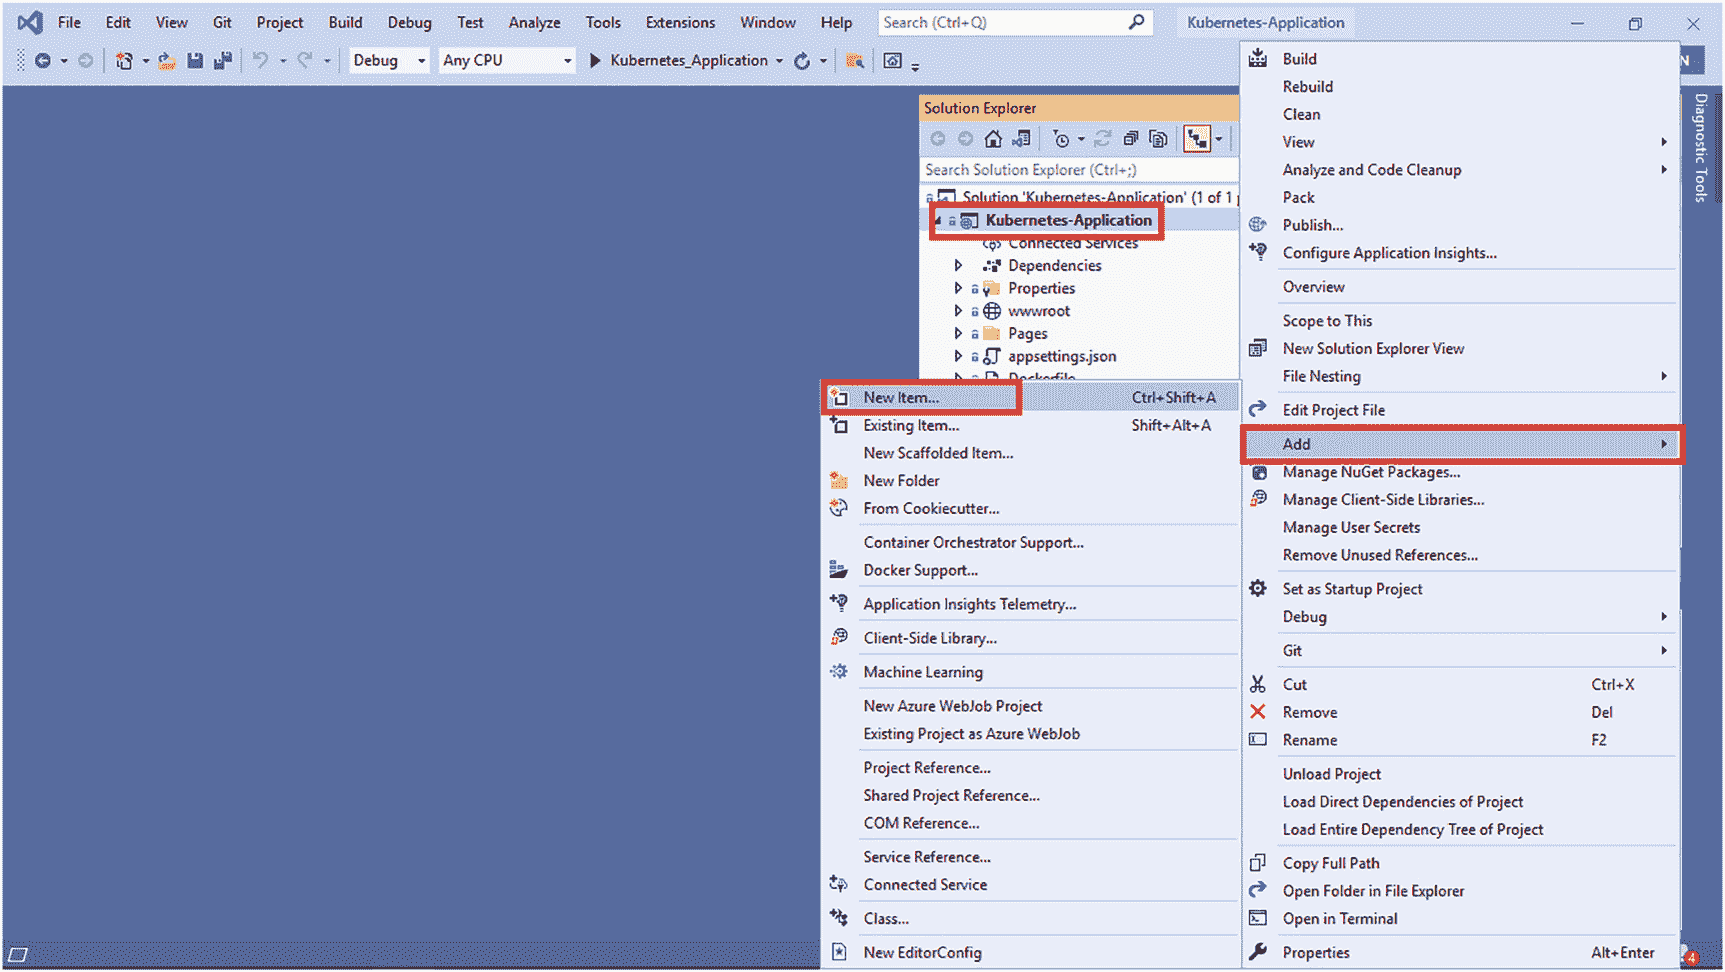 File Edit View Git Project Build Debug Test Analyze Tools Extensions Window Help Search (Ctrl+Q) Kubernetes-Application
Debug Any CPU Kubernetes_Application
N
Diagnostic Tools
Solution Explorer
Search Solution Explorer (Ctrl+;)
Solution 'Kubernetes-Application' (1 of 1
Kubernetes-Application
Connected Services
Dependencies
Properties
wwwroot
Pages
appsettings.json
Dockerfile
New Item... Ctrl+Shift+A
Existing Item... Shift+Alt+A
New Scaffolded Item...
New Folder
From Cookiecutter...
Container Orchestrator Support...
Docker Support...
Application Insights Telemetry...
Client-Side Library...
Machine Learning
New Azure WebJob Project
Existing Project as Azure WebJob
Project Reference...
Shared Project Reference...
COM Reference...
Service Reference...
Connected Service
Class...
New EditorConfig
Build
Rebuild
Clean
View
Analyze and Code Cleanup
Pack
Publish...
Configure Application Insights...
Overview
Scope to This
New Solution Explorer View
File Nesting
Edit Project File
Add
Manage NuGet Packages...
Manage Client-Side Libraries...
Manage User Secrets
Remove Unused References...
Set as Startup Project
Debug
Git
Cut Ctrl+X
Remove Del
Rename F2
Unload Project
Load Direct Dependencies of Project
Load Entire Dependency Tree of Project
Copy Full Path
Open Folder in File Explorer
Open in Terminal
Properties Alt+Enter
4